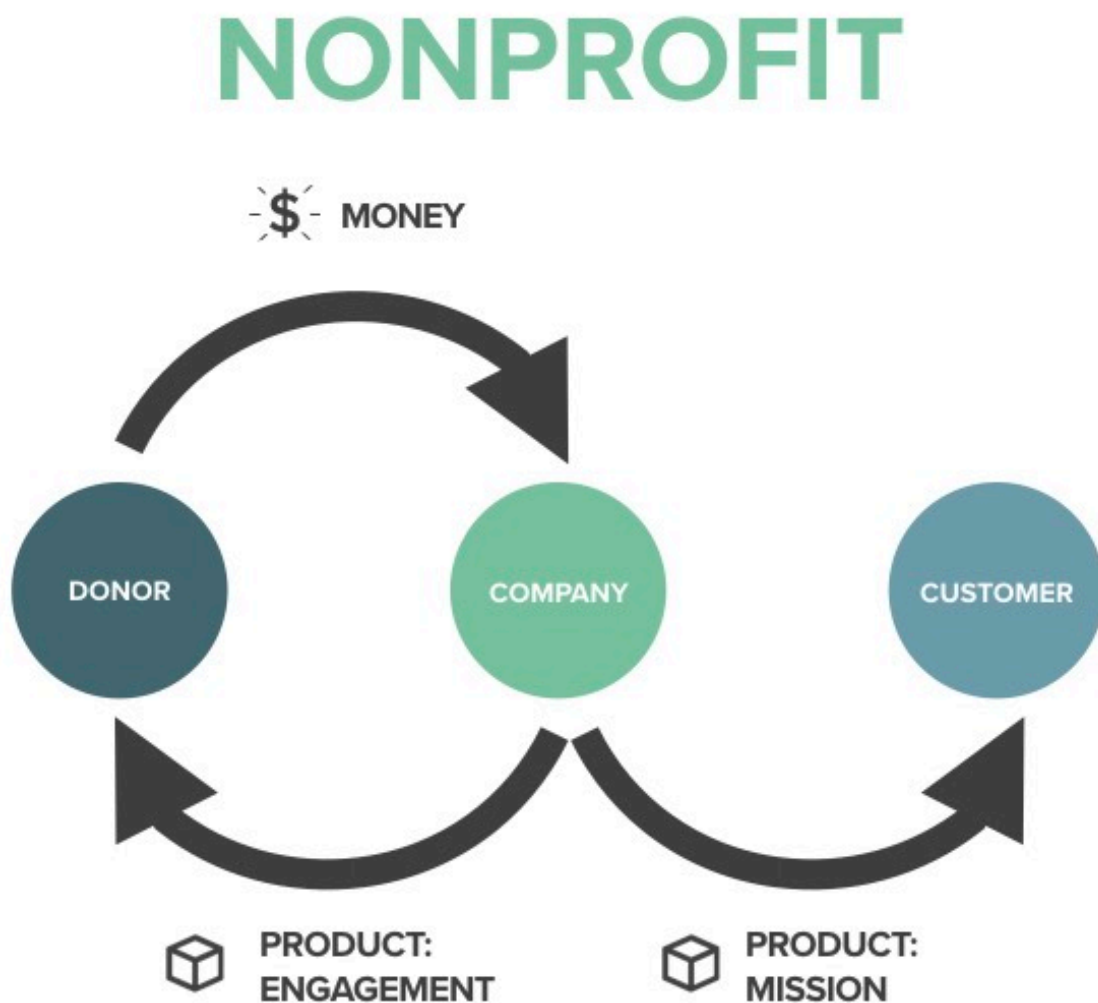 NONPROFIT
$ MONEY
DONOR
COMPANY
CUSTOMER
PRODUCT:
ENGAGEMENT
PRODUCT:
MISSION